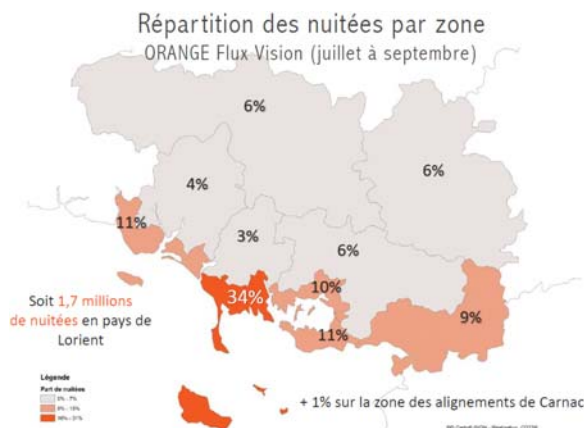 Répartition des nuitées par zone
ORANGE Flux Vision (juillet à septembre)
6%
6%
4%
11%
3%
6%
34%
10%
11%
9%
Soit 1,7 millions
de nuitées en pays de
Lorient
+ 1% sur la zone des alignements de Carnac
Légende
Part de nuitées